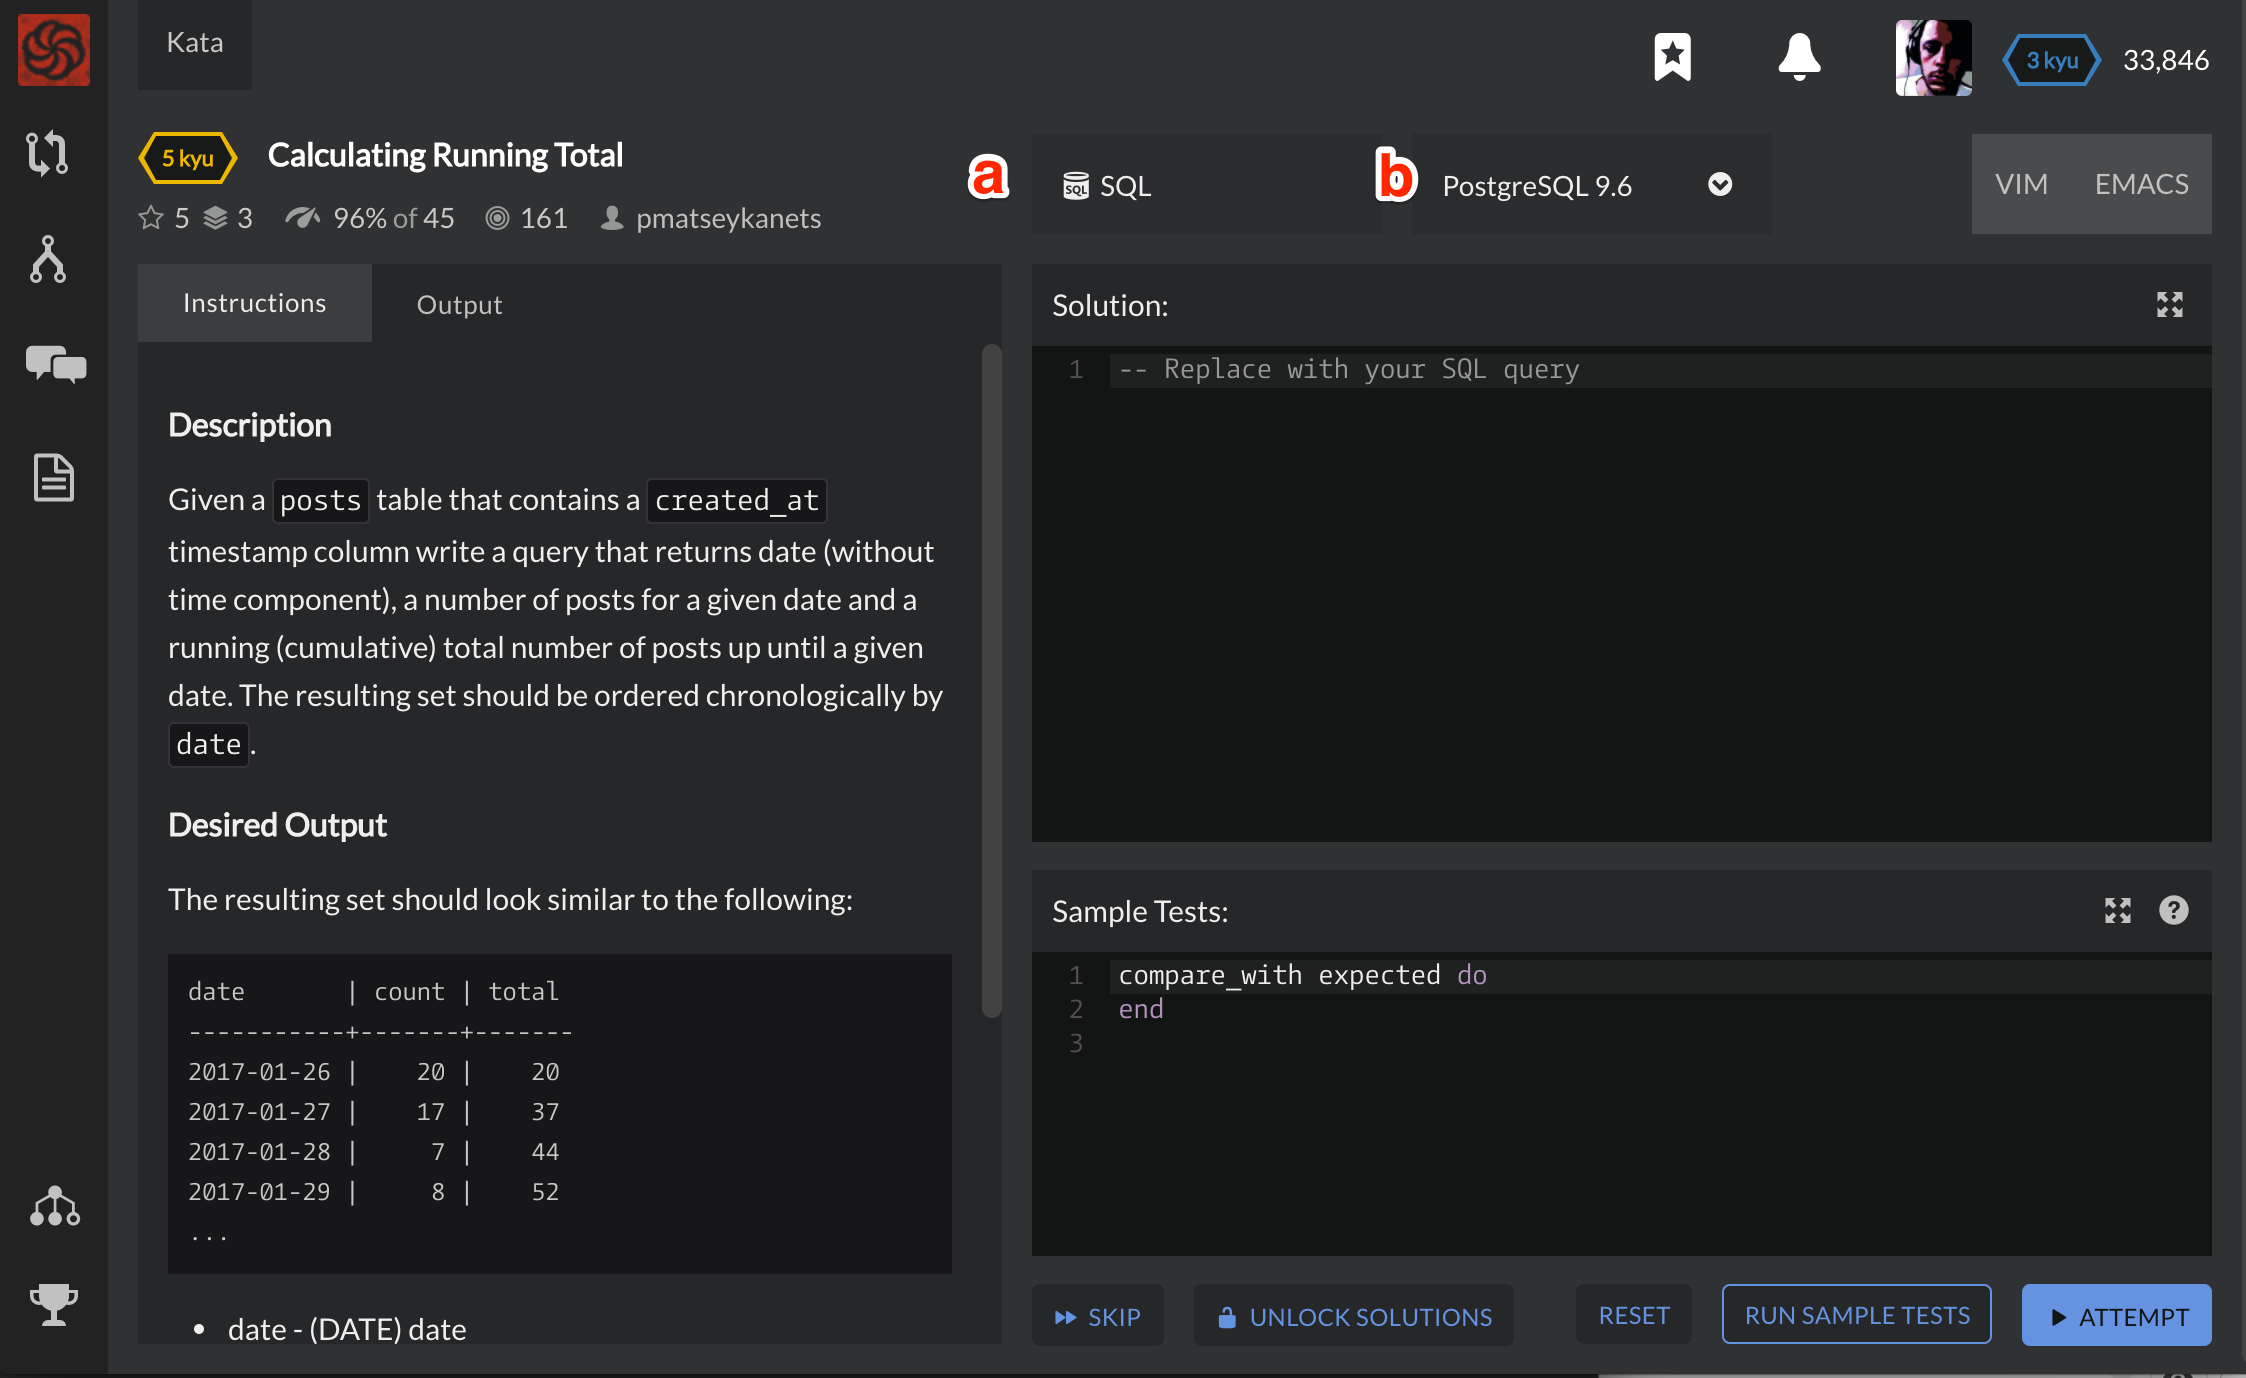 Kata
3 kyu 33,846
5 kyu Calculating Running Total
5 3 96% of 45 161 pmatseykanets
a SQL SQL b PostgreSQL 9.6
VIM EMACS
Instructions Output
Description
Given a posts table that contains a created_at
timestamp column write a query that returns date (without
time component), a number of posts for a given date and a
running (cumulative) total number of posts up until a given
date. The resulting set should be ordered chronologically by
date.
Desired Output
The resulting set should look similar to the following:
date       | count | total
-----------+-------+-------
2017-01-26 |    20 |    20
2017-01-27 |    17 |    37
2017-01-28 |     7 |    44
2017-01-29 |     8 |    52
...
• date - (DATE) date
Solution:
1 -- Replace with your SQL query
Sample Tests:
?
1 compare_with expected do
2 end
3
SKIP UNLOCK SOLUTIONS RESET RUN SAMPLE TESTS ATTEMPT